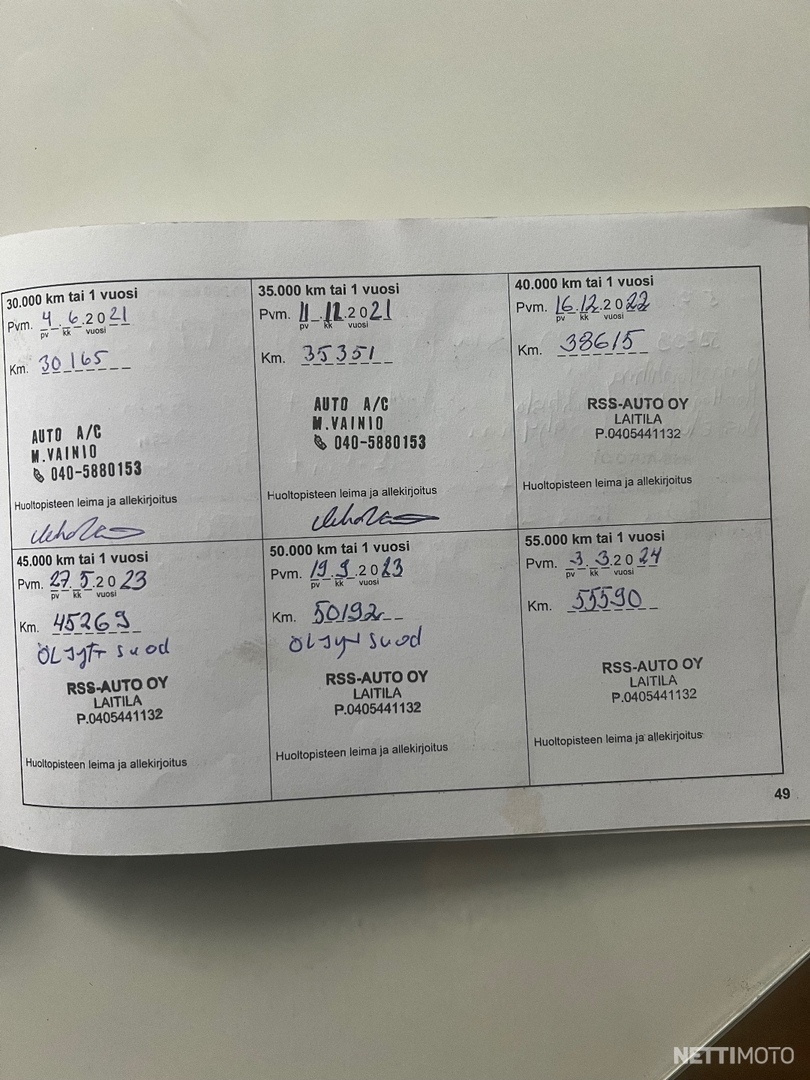 30.000 km tai 1 vuosi
Pvm. 4.6.2021
pv kk vuosi
Km. 30165
AUTO A/C
M.VAINIO
040-5880153
Huoltopisteen leima ja allekirjoitus
35.000 km tai 1 vuosi
Pvm. 11.12.2021
pv kk vuosi
Km. 35351
AUTO A/C
M.VAINIO
040-5880153
Huoltopisteen leima ja allekirjoitus
40.000 km tai 1 vuosi
Pvm. 16.12.2022
pv kk vuosi
Km. 38615
RSS-AUTO OY
LAITILA
P.0405441132
Huoltopisteen leima ja allekirjoitus
45.000 km tai 1 vuosi
Pvm. 27.5.2023
pv kk vuosi
Km. 45269
ÖLJYT+ suod
RSS-AUTO OY
LAITILA
P.0405441132
Huoltopisteen leima ja allekirjoitus
50.000 km tai 1 vuosi
Pvm. 19.9.2023
pv kk vuosi
Km. 50192
suod
RSS-AUTO OY
LAITILA
P.0405441132
Huoltopisteen leima ja allekirjoitus
55.000 km tai 1 vuosi
Pvm. 3.3.2024
pv kk vuosi
Km. 55590
RSS-AUTO OY
LAITILA
P.0405441132
Huoltopisteen leima ja allekirjoitus
49
NETTIMOTO